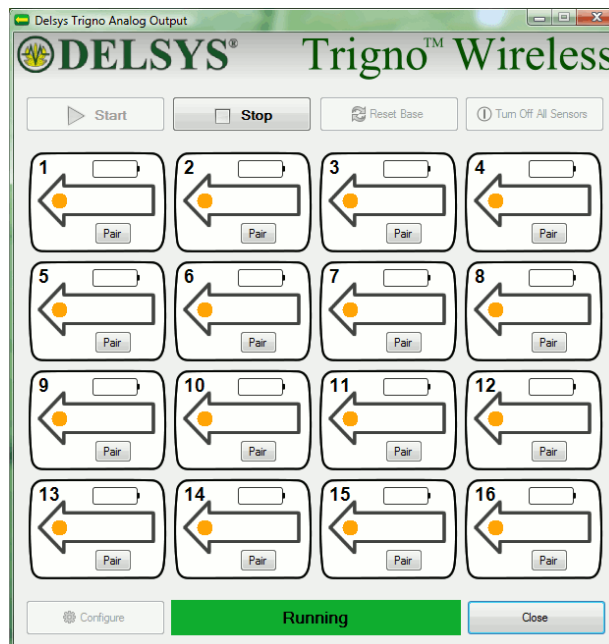 Delsys Trigno Analog Output
DELSYS® Trigno™ Wireless
Start Stop Reset Base Turn Off All Sensors
1 2 3 4
Pair Pair Pair Pair
5 6 7 8
Pair Pair Pair Pair
9 10 11 12
Pair Pair Pair Pair
13 14 15 16
Pair Pair Pair Pair
Configure Running Close